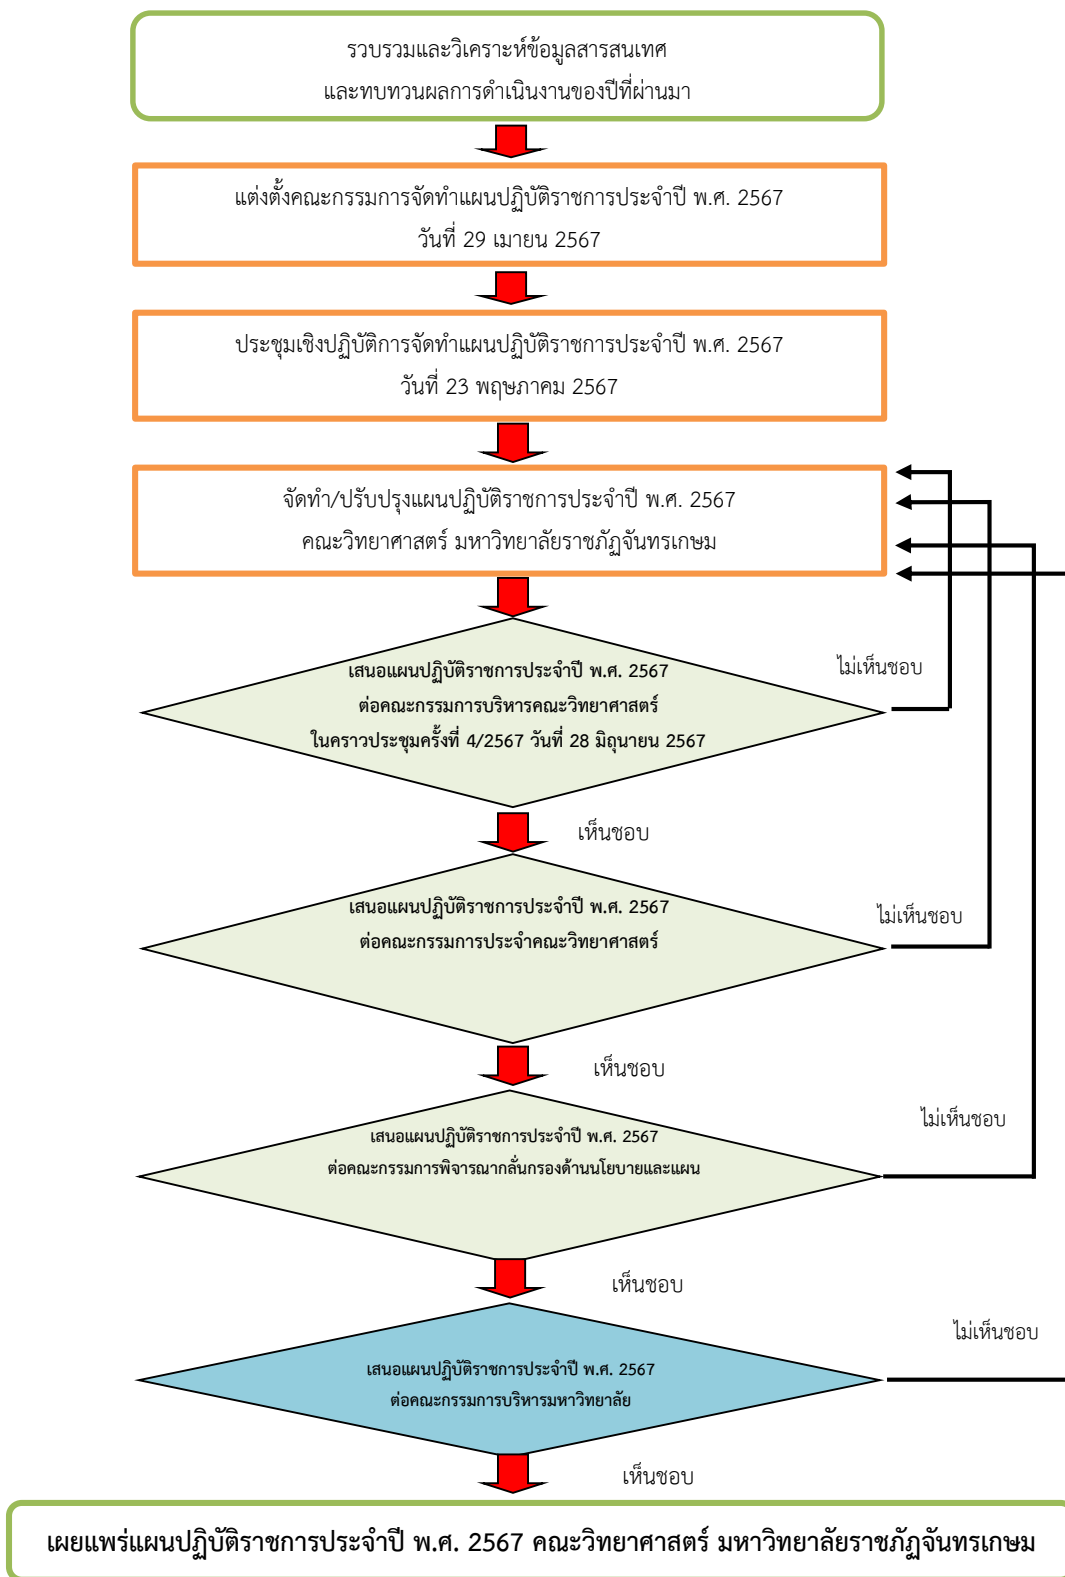 รวบรวมและวิเคราะห์ข้อมูลสารสนเทศ
และทบทวนผลการดำเนินงานของปีที่ผ่านมา
แต่งตั้งคณะกรรมการจัดทำแผนปฏิบัติราชการประจำปี พ.ศ. 2567
วันที่ 29 เมายน 2567
ประชุมเชิงปฏิบัติการจัดทำแผนปฏิบัติราชการประจำปี พ.ศ. 2567
วันที่ 23 พฤษภาคม 2567
จัดทำ/ปรับปรุงแผนปฏิบัติราชการประจำปี พ.ศ. 2567
คณะวิทยาศาสตร์ มหาวิทยาลัยราชภัฏจันทรเกษม
เสนอแผนปฏิบัติราชการประจำปี พ.ศ. 2567
ต่อคณะกรรมการบริหารคณะวิทยาศาสตร์
ในคราวประชุมครั้งที่ 4/2567 วันที่ 28 มิถุนายน 2567
ไม่เห็นชอบ
เห็นชอบ
เสนอแผนปฏิบัติราชการประจำปี พ.ศ. 2567
ต่อคณะกรรมการประจำคณะวิทยาศาสตร์
ไม่เห็นชอบ
เห็นชอบ
เสนอแผนปฏิบัติราชการประจำปี พ.ศ. 2567
ต่อคณะกรรมการพิจารณากลั่นกรองด้านนโยบายและแผน
ไม่เห็นชอบ
เห็นชอบ
เสนอแผนปฏิบัติราชการประจำปี พ.ศ. 2567
ต่อคณะกรรมการบริหารมหาวิทยาลัย
ไม่เห็นชอบ
เห็นชอบ
เผยแพร่แผนปฏิบัติราชการประจำปี พ.ศ. 2567 คณะวิทยาศาสตร์ มหาวิทยาลัยราชภัฏจันทรเกษม